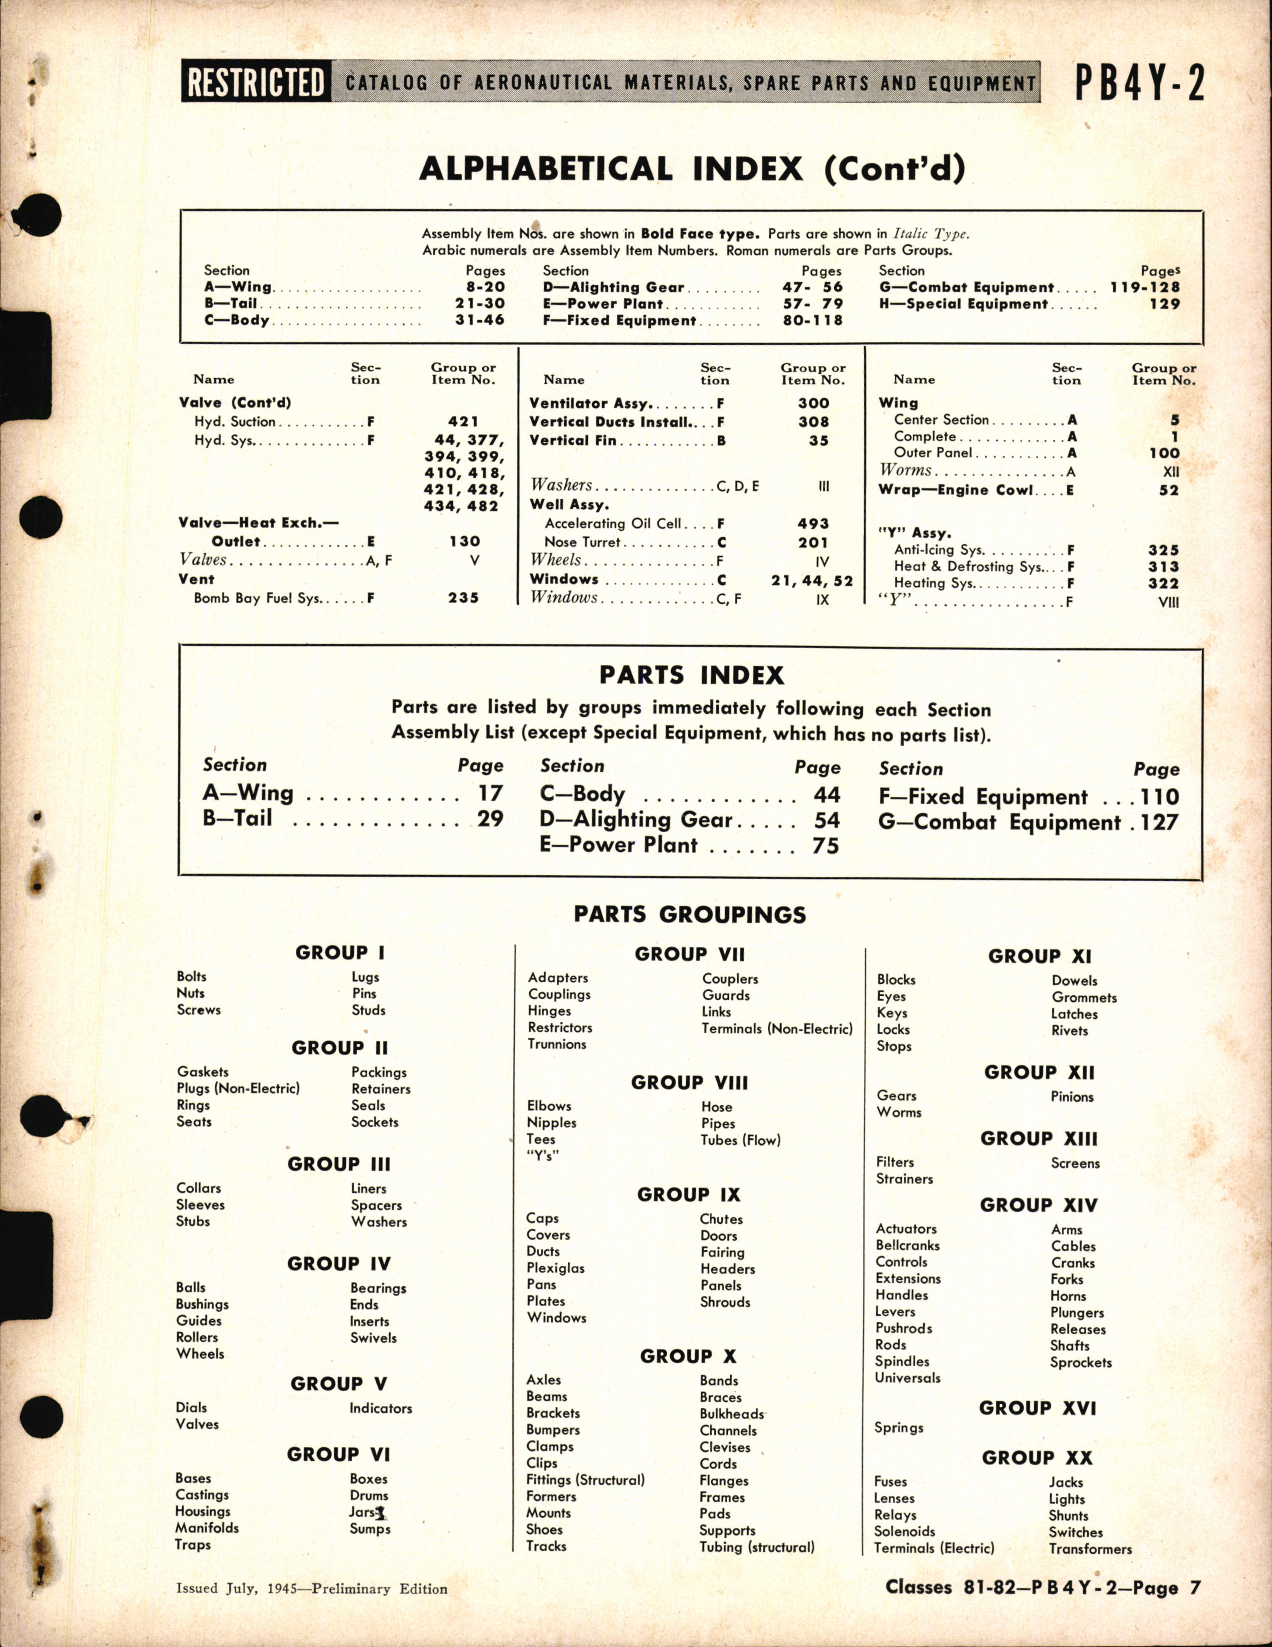 RESTRICTED CATALOG OF AERONAUTICAL MATERIALS, SPARE PARTS AND EQUIPMENT PB4Y-2
ALPHABETICAL INDEX (Cont'd)
Assembly Item Nos. are shown in Bold Face type. Parts are shown in Italic Type.
Arabic numerals are Assembly Item Numbers. Roman numerals are Parts Groups.
Section Pages
A—Wing................... 8-20
B—Tail..................... 21-30
C—Body................... 31-46
Section Pages
D—Alighting Gear......... 47- 56
E—Power Plant............ 57- 79
F—Fixed Equipment........ 80-118
Section Pages
G—Combat Equipment..... 119-128
H—Special Equipment...... 129
Name Sec-tion Group or Item No.
Valve (Cont'd)
Hyd. Suction...........F 421
Hyd. Sys..............F 44, 377,
394, 399,
410, 418,
421, 428,
434, 482
Valve—Heat Exch.—
Outlet.............E 130
Valves...............A, F V
Vent
Bomb Bay Fuel Sys......F 235
Name Sec-tion Group or Item No.
Ventilator Assy........F 300
Vertical Ducts Install....F 308
Vertical Fin............B 35
Washers..............C, D, E III
Well Assy.
Accelerating Oil Cell....F 493
Nose Turret...........C 201
Wheels...............F IV
Windows .............C 21, 44, 52
Windows.............C, F IX
Name Sec-tion Group or Item No.
Wing
Center Section.........A 5
Complete.............A 1
Outer Panel...........A 100
Worms...............A XII
Wrap—Engine Cowl....E 52
"Y" Assy.
Anti-Icing Sys..........F 325
Heat & Defrosting Sys....F 313
Heating Sys............F 322
"Y".................F VIII
PARTS INDEX
Parts are listed by groups immediately following each Section
Assembly List (except Special Equipment, which has no parts list).
Section Page
A—Wing ............ 17
B—Tail ............. 29
Section Page
C—Body ............ 44
D—Alighting Gear..... 54
E—Power Plant ....... 75
Section Page
F—Fixed Equipment ...110
G—Combat Equipment .127
PARTS GROUPINGS
GROUP I
Bolts Lugs
Nuts Pins
Screws Studs
GROUP II
Gaskets Packings
Plugs (Non-Electric) Retainers
Rings Seals
Seats Sockets
GROUP III
Collars Liners
Sleeves Spacers
Stubs Washers
GROUP IV
Balls Bearings
Bushings Ends
Guides Inserts
Rollers Swivels
Wheels
GROUP V
Dials Indicators
Valves
GROUP VI
Bases Boxes
Castings Drums
Housings Jars
Manifolds Sumps
Traps
GROUP VII
Adapters Couplers
Couplings Guards
Hinges Links
Restrictors Terminals (Non-Electric)
Trunnions
GROUP VIII
Elbows Hose
Nipples Pipes
Tees Tubes (Flow)
"Y's"
GROUP IX
Caps Chutes
Covers Doors
Ducts Fairing
Plexiglas Headers
Pans Panels
Plates Shrouds
Windows
GROUP X
Axles Bands
Beams Braces
Brackets Bulkheads
Bumpers Channels
Clamps Clevises
Clips Cords
Fittings (Structural) Flanges
Formers Frames
Mounts Pads
Shoes Supports
Tracks Tubing (structural)
GROUP XI
Blocks Dowels
Eyes Grommets
Keys Latches
Locks Rivets
Stops
GROUP XII
Gears Pinions
Worms
GROUP XIII
Filters Screens
Strainers
GROUP XIV
Actuators Arms
Bellcranks Cables
Controls Cranks
Extensions Forks
Handles Horns
Levers Plungers
Pushrods Releases
Rods Shafts
Spindles Sprockets
Universals
GROUP XVI
Springs
GROUP XX
Fuses Jacks
Lenses Lights
Relays Shunts
Solenoids Switches
Terminals (Electric) Transformers
Issued July, 1945—Preliminary Edition
Classes 81-82—PB4Y-2—Page 7